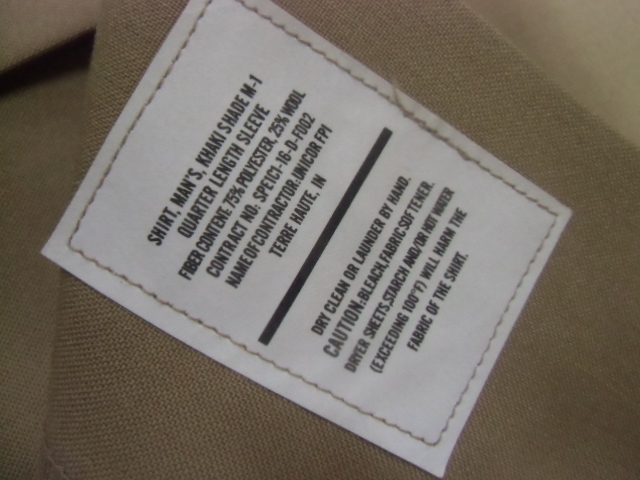 SHIRT, MAN'S, KHAKI SHADE M-1
QUARTER LENGTH SLEEVE
FIBER CONTENT: 75% POLYESTER, 25% WOOL
CONTRACT NO: SPE1C1-16-D-F002
NAME OF CONTRACTOR:UNICOR FPI
TERRE HAUTE, IN
DRY CLEAN OR LAUNDER BY HAND.
CAUTION:BLEACH,FABRIC SOFTENER,
DRYER SHEETS,STARCH AND/OR HOT WATER
(EXCEEDING 100°F) WILL HARM THE
FABRIC OF THE SHIRT.